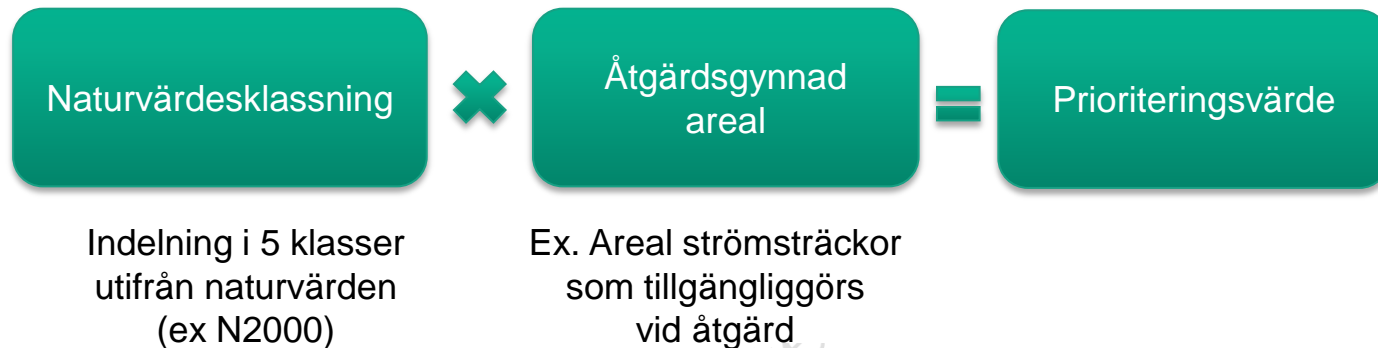 Naturvärdesklassning
Åtgärdsgynnad
areal
Prioriteringsvärde
Indelning i 5 klasser
utifrån naturvärden
(ex N2000)
Ex. Areal strömsträckor
som tillgängliggörs
vid åtgärd